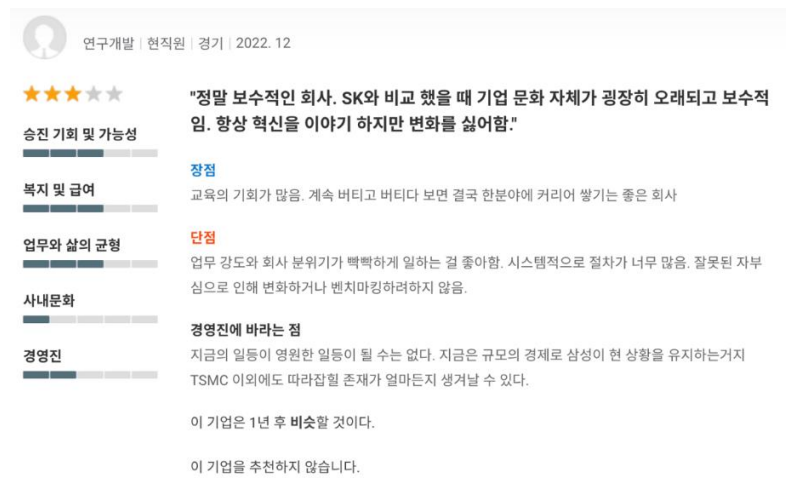 연구개발 | 현직원 | 경기 | 2022. 12
"정말 보수적인 회사. SK와 비교 했을 때 기업 문화 자체가 굉장히 오래되고 보수적
임. 항상 혁신을 이야기 하지만 변화를 싫어함."
승진 기회 및 가능성
복지 및 급여
업무와 삶의 균형
사내문화
경영진
장점
교육의 기회가 많음. 계속 버티고 버티다 보면 결국 한분야에 커리어 쌓기는 좋은 회사
단점
업무 강도와 회사 분위기가 빡빡하게 일하는 걸 좋아함. 시스템적으로 절차가 너무 많음. 잘못된 자부
심으로 인해 변화하거나 벤치마킹하려하지 않음.
경영진에 바라는 점
지금의 일등이 영원한 일등이 될 수는 없다. 지금은 규모의 경제로 삼성이 현 상황을 유지하는거지
TSMC 이외에도 따라잡힐 존재가 얼마든지 생겨날 수 있다.
이 기업은 1년 후 비슷할 것이다.
이 기업을 추천하지 않습니다.